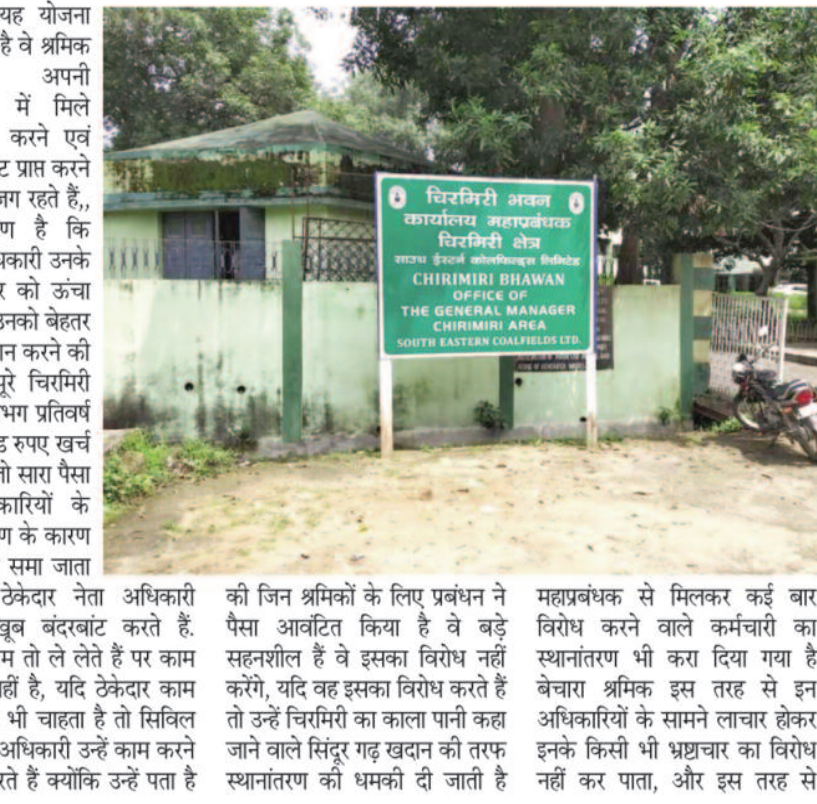 यह योजना
है वे श्रमिक
अपनी
में मिले
करने एवं
ट प्राप्त करने
जग रहते हैं,,
ण है कि
कारी उनके
र को ऊंचा
उनको बेहतर
ान करने की
पूरे चिरमिरी
भग प्रतिवर्ष
ड रुपए खर्च
तो सारा पैसा
कारियों के
ण के कारण
समा जाता
ठेकेदार नेता अधिकारी
खूब बंदरबांट करते हैं.
म तो ले लेते हैं पर काम
हीं है, यदि ठेकेदार काम
भी चाहता है तो सिविल
अधिकारी उन्हें काम करने
रते हैं क्योंकि उन्हें पता है
चिरमिरी भवन
कार्यालय महाप्रबंधक
चिरमिरी क्षेत्र
साउथ ईस्टर्न कोलफिल्ड्स लिमिटेड
CHIRIMIRI BHAWAN
OFFICE OF
THE GENERAL MANAGER
CHIRIMIRI AREA
SOUTH EASTERN COALFIELDS LTD.
की जिन श्रमिकों के लिए प्रबंधन ने
पैसा आवंटित किया है वे बड़े
सहनशील हैं वे इसका विरोध नहीं
करेंगे, यदि वह इसका विरोध करते हैं
तो उन्हें चिरमिरी का काला पानी कहा
जाने वाले सिंदूर गढ़ खदान की तरफ
स्थानांतरण की धमकी दी जाती है
महाप्रबंधक से मिलकर कई बार
विरोध करने वाले कर्मचारी का
स्थानांतरण भी करा दिया गया है
बेचारा श्रमिक इस तरह से इन
अधिकारियों के सामने लाचार होकर
इनके किसी भी भ्रष्टाचार का विरोध
नहीं कर पाता, और इस तरह से